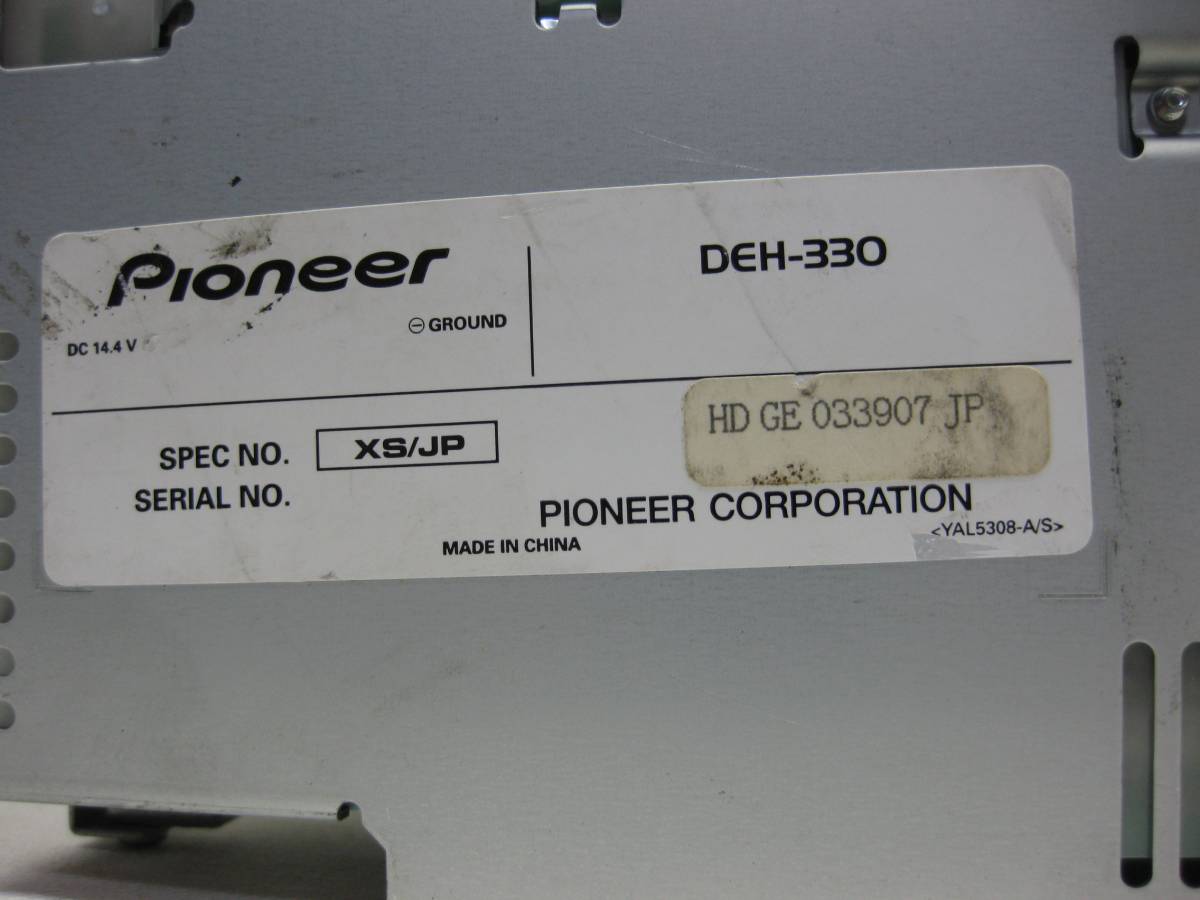 Pioneer
DEH-330
DC 14.4 V
⊖ GROUND
HD GE 033907 JP
SPEC NO. XS/JP
SERIAL NO.
PIONEER CORPORATION
MADE IN CHINA
<YAL5308-A/S>